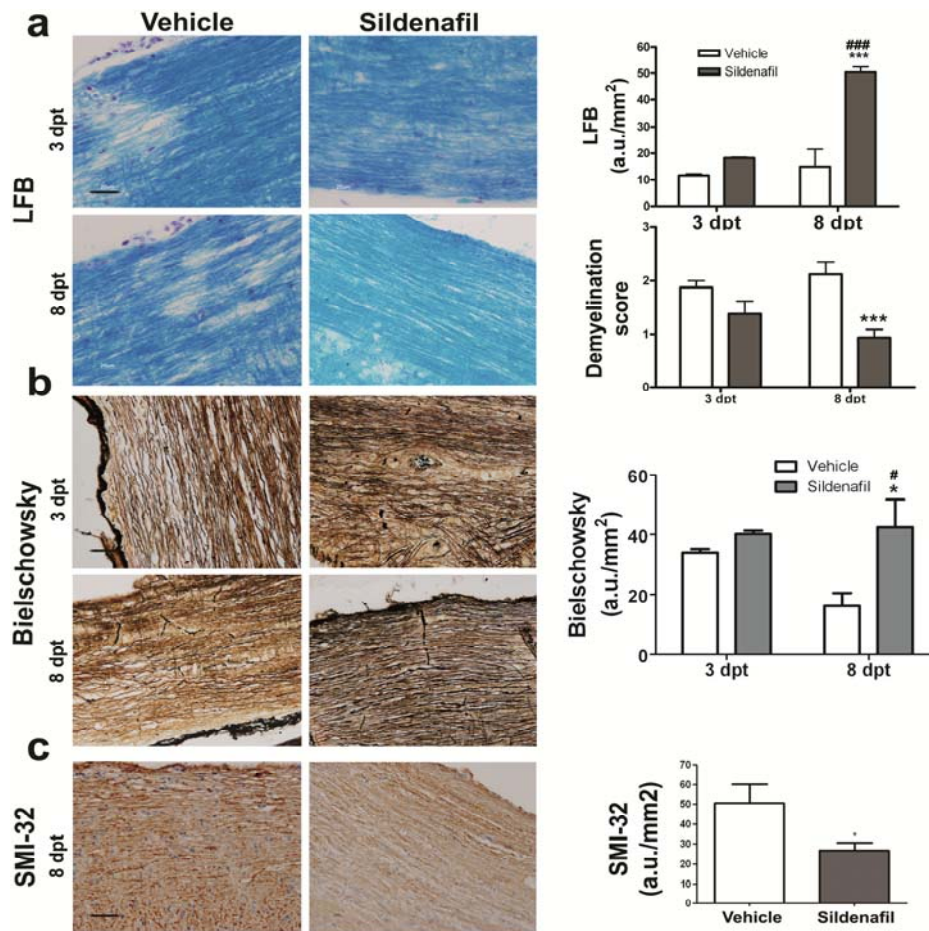 a
Vehicle
Sildenafil
LFB
3 dpt
8 dpt
Vehicle
Sildenafil
###
***
LFB
(a.u./mm²)
60
50
40
30
20
10
0
3 dpt
8 dpt
Demyelination
score
3
2
1
0
***
3 dpt
8 dpt
b
Bielschowsky
3 dpt
8 dpt
Vehicle
Sildenafil
#
*
Bielschowsky
(a.u./mm²)
60
40
20
0
3 dpt
8 dpt
c
SMI-32
8 dpt
SMI-32
(a.u./mm2)
70
60
50
40
30
20
10
0
*
Vehicle
Sildenafil